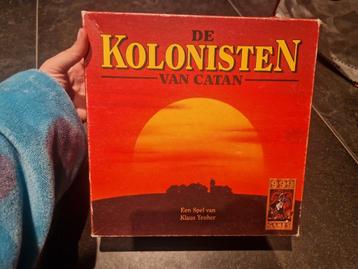 DE
KOLONISTEN
VAN CATAN
Een Spel van
Klaus Teuber
999
GAMES